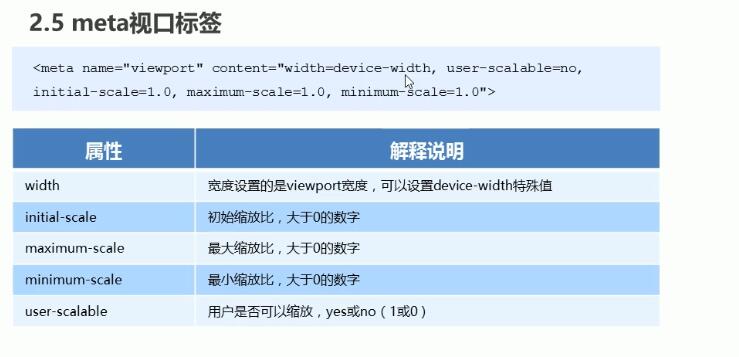 2.5 meta视口标签
<meta name="viewport" content="width=device-width, user-scalable=no,
initial-scale=1.0, maximum-scale=1.0, minimum-scale=1.0">
属性 解释说明
width 宽度设置的是viewport宽度，可以设置device-width特殊值
initial-scale 初始缩放比，大于0的数字
maximum-scale 最大缩放比，大于0的数字
minimum-scale 最小缩放比，大于0的数字
user-scalable 用户是否可以缩放，yes或no（1或0）